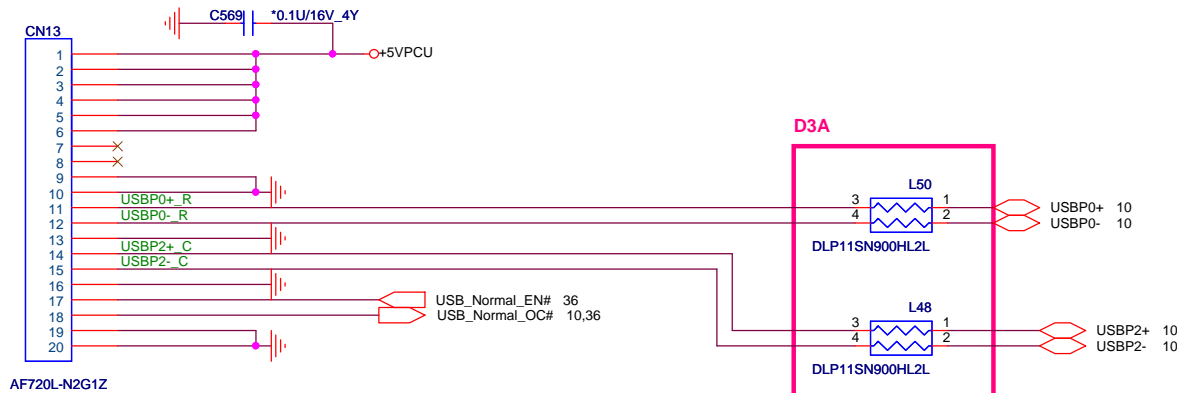 C569 *0.1U/16V_4Y
CN13
+5VPCU
1
2
3
4
5
6
7
8
9
10
11
12
13
14
15
16
17
18
19
20
USBP0+_R
USBP0-_R
USBP2+_C
USBP2-_C
USB_Normal_EN# 36
USB_Normal_OC# 10,36
AF720L-N2G1Z
D3A
L50
3 1
4 2
DLP11SN900HL2L
USBP0+ 10
USBP0- 10
L48
3 1
4 2
DLP11SN900HL2L
USBP2+ 10
USBP2- 10